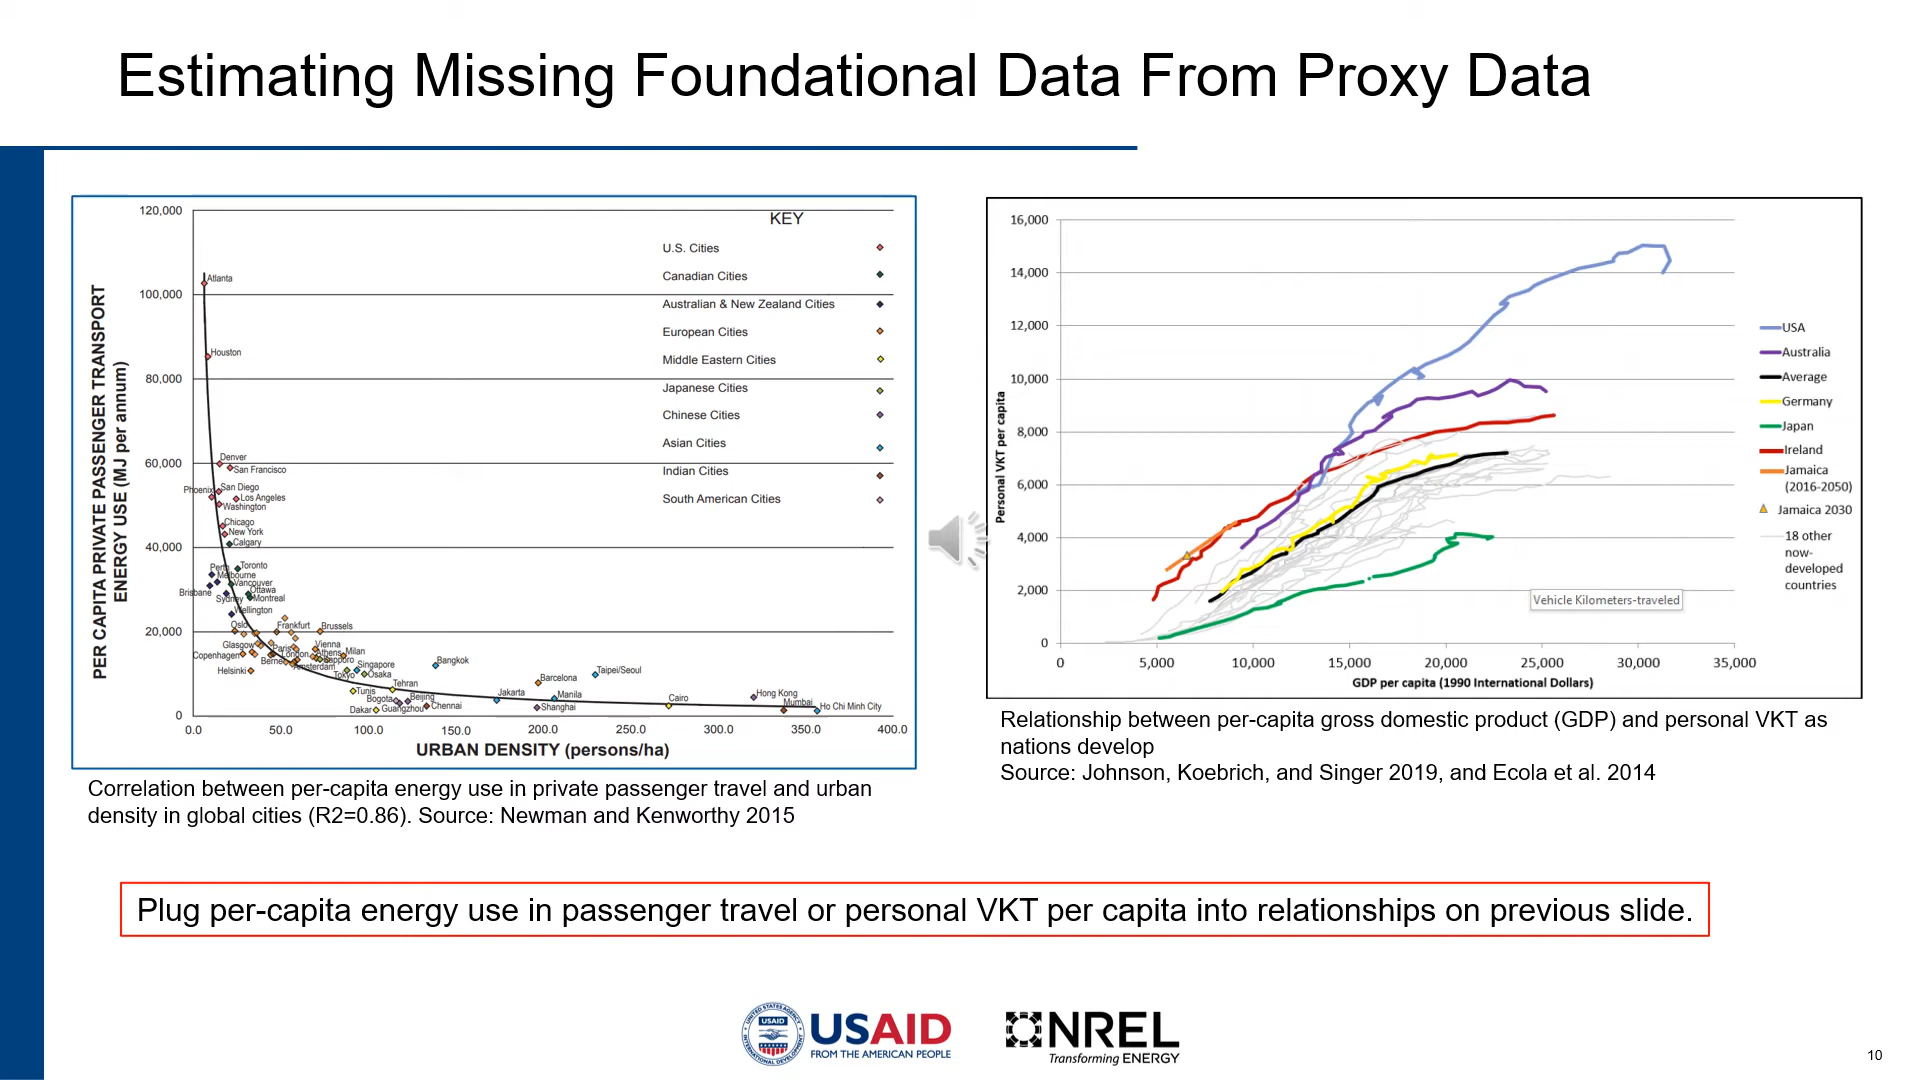 Estimating Missing Foundational Data From Proxy Data
PER CAPITA PRIVATE PASSENGER TRANSPORT
ENERGY USE (MJ per annum)
120,000
100,000
80,000
60,000
40,000
20,000
0
KEY
U.S. Cities
Canadian Cities
Australian & New Zealand Cities
European Cities
Middle Eastern Cities
Japanese Cities
Chinese Cities
Asian Cities
Indian Cities
South American Cities
Atlanta
Houston
Denver
San Francisco
Phoenix
San Diego
Los Angeles
Washington
Chicago
New York
Calgary
Toronto
Perth
Melbourne
Vancouver
Brisbane
Ottawa
Sydney
Montreal
Wellington
Oslo
Frankfurt
Brussels
Glasgow
Paris
Vienna
Copenhagen
London
Athens
Milan
Berne
Sapporo
Helsinki
Amsterdam
Singapore
Tokyo
Osaka
Bangkok
Tehran
Taipei/Seoul
Barcelona
Tunis
Bogota
Beijing
Jakarta
Manila
Dakar
Guangzhou
Chennai
Shanghai
Cairo
Hong Kong
Mumbai
Ho Chi Minh City
0.0
50.0
100.0
150.0
200.0
250.0
300.0
350.0
400.0
URBAN DENSITY (persons/ha)
Correlation between per-capita energy use in private passenger travel and urban
density in global cities (R2=0.86). Source: Newman and Kenworthy 2015
Personal VKT per capita
16,000
14,000
12,000
10,000
8,000
6,000
4,000
2,000
0
USA
Australia
Average
Germany
Japan
Ireland
Jamaica
(2016-2050)
Jamaica 2030
18 other
now-
developed
countries
Vehicle Kilometers-traveled
0
5,000
10,000
15,000
20,000
25,000
30,000
35,000
GDP per capita (1990 International Dollars)
Relationship between per-capita gross domestic product (GDP) and personal VKT as
nations develop
Source: Johnson, Koebrich, and Singer 2019, and Ecola et al. 2014
Plug per-capita energy use in passenger travel or personal VKT per capita into relationships on previous slide.
UNITED STATES AGENCY
INTERNATIONAL DEVELOPMENT
USAID
USAID
FROM THE AMERICAN PEOPLE
NREL
Transforming ENERGY
10